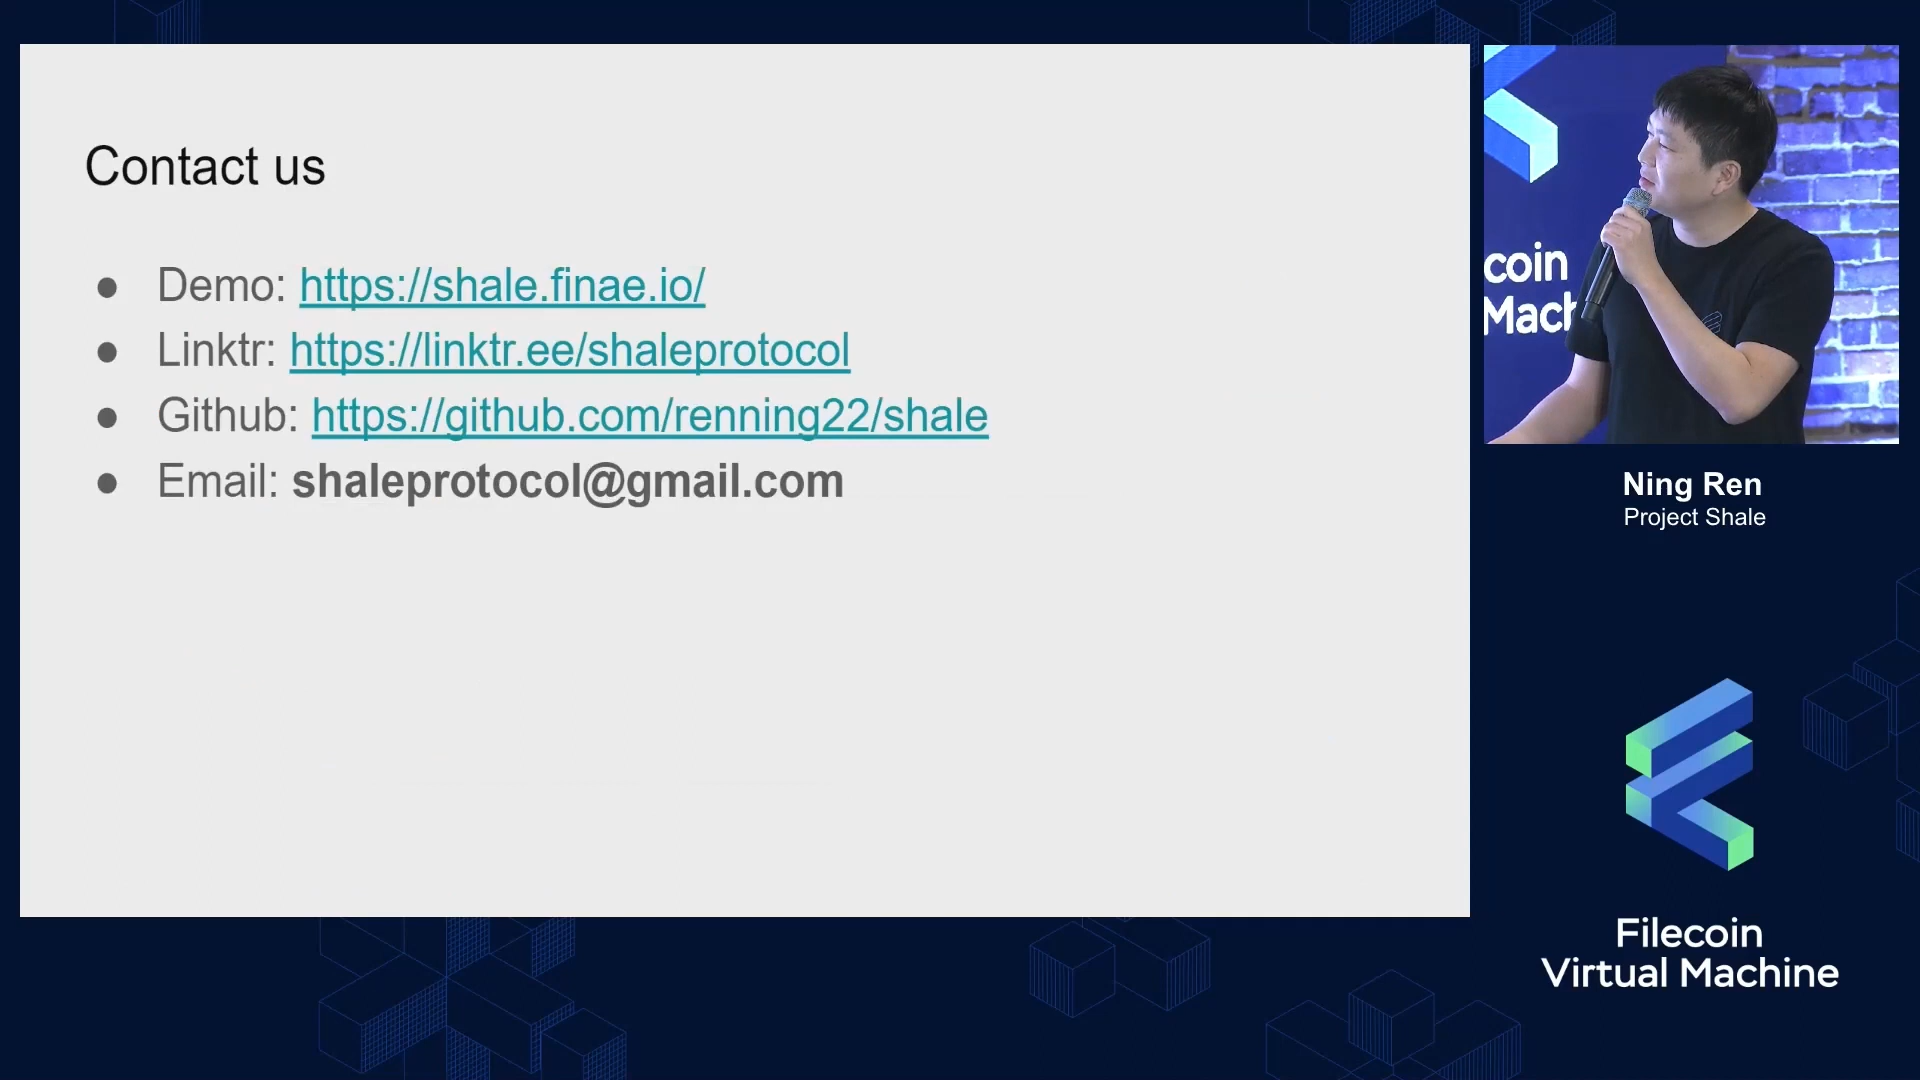 Contact us
● Demo: https://shale.finae.io/
● Linktr: https://linktr.ee/shaleprotocol
● Github: https://github.com/renning22/shale
● Email: shaleprotocol@gmail.com
coin
Mach
Ning Ren
Project Shale
Filecoin
Virtual Machine